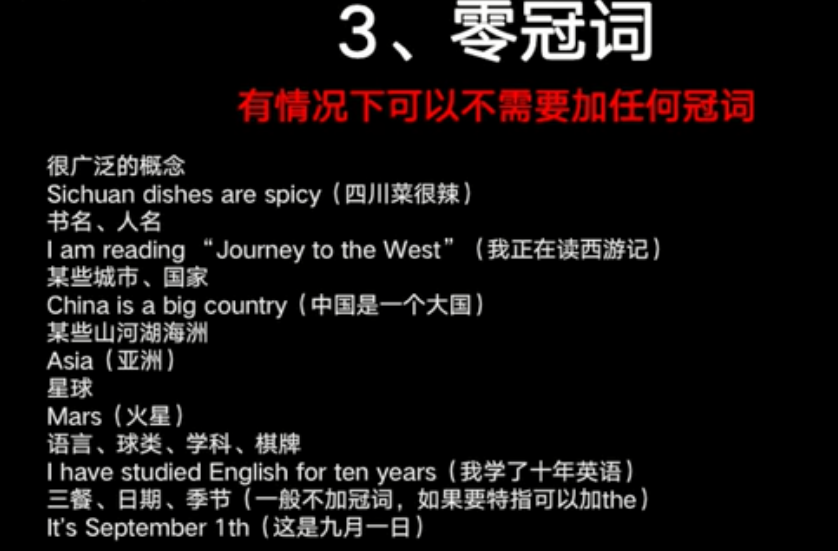 3、零冠词
有情况下可以不需要加任何冠词
很广泛的概念
Sichuan dishes are spicy（四川菜很辣）
书名、人名
I am reading “Journey to the West”（我正在读西游记）
某些城市、国家
China is a big country（中国是一个大国）
某些山河湖海洲
Asia（亚洲）
星球
Mars（火星）
语言、球类、学科、棋牌
I have studied English for ten years（我学了十年英语）
三餐、日期、季节（一般不加冠词，如果要特指可以加the）
It's September 1th（这是九月一日）